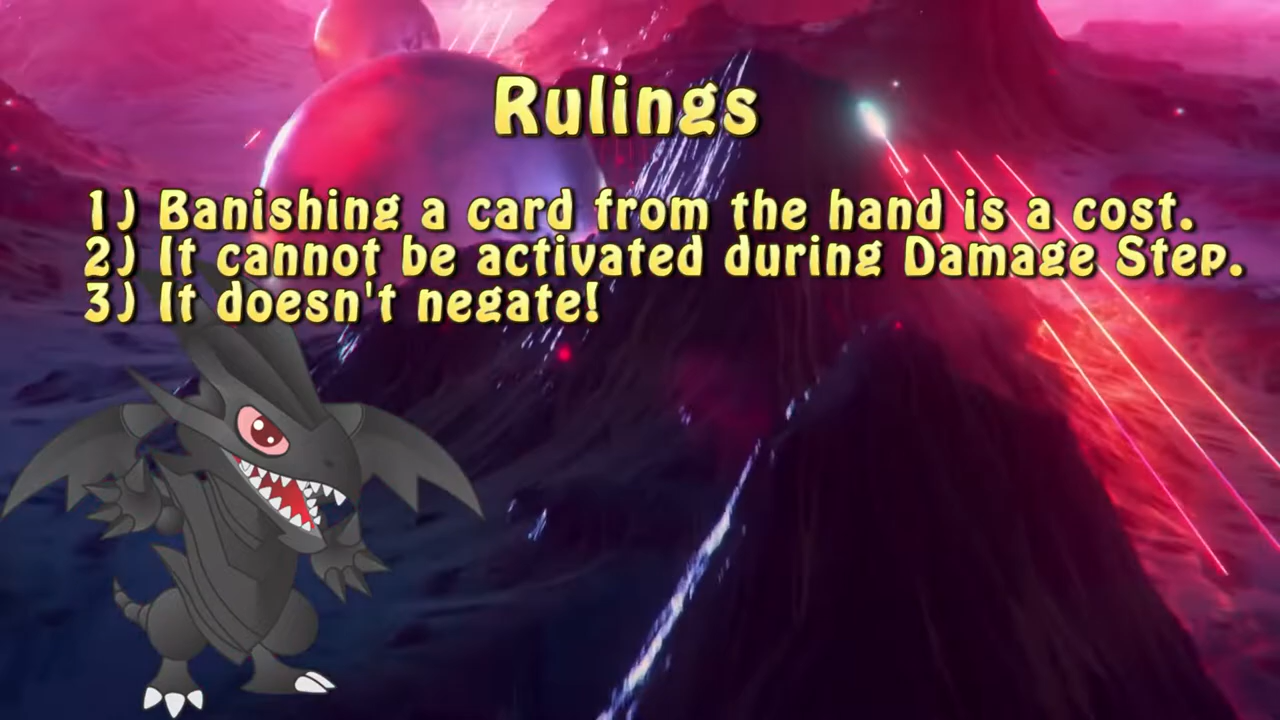 Rulings
1) Banishing a card from the hand is a cost.
2) It cannot be activated during Damage Step.
3) It doesn't negate!